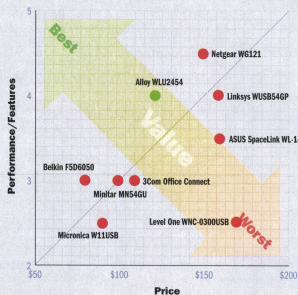 5
Best
Netgear WG121
Alloy WLU2454
4
Linksys WUSB54GP
Value
ASUS SpaceLink WL-1
Performance/Features
Belkin F5D6050
3
3Com Office Connect
Minitar MN54GU
Level One WNC-0300USB
Micronica W11USB
Worst
2
$50
$100
$150
$200
Price